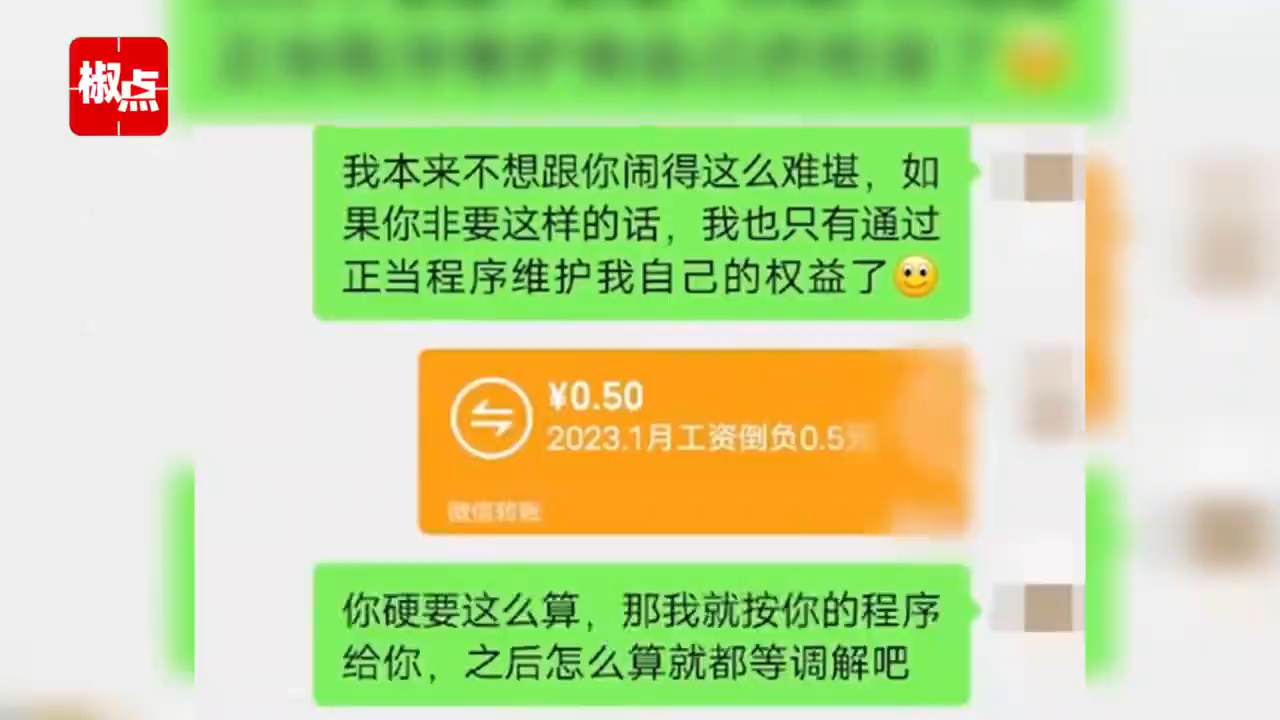 椒点
我本来不想跟你闹得这么难堪，如
果你非要这样的话，我也只有通过
正当程序维护我自己的权益了
¥0.50
2023.1月工资倒负0.5元
微信转账
你硬要这么算，那我就按你的程序
给你，之后怎么算就都等调解吧